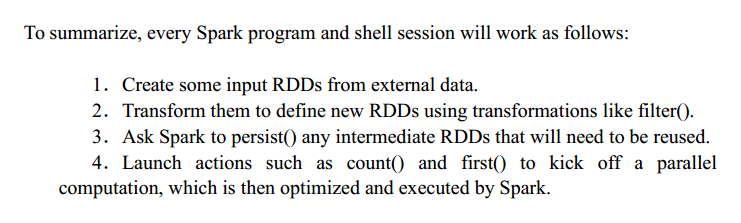 To summarize, every Spark program and shell session will work as follows:
1. Create some input RDDs from external data.
2. Transform them to define new RDDs using transformations like filter().
3. Ask Spark to persist() any intermediate RDDs that will need to be reused.
4. Launch actions such as count() and first() to kick off a parallel
computation, which is then optimized and executed by Spark.